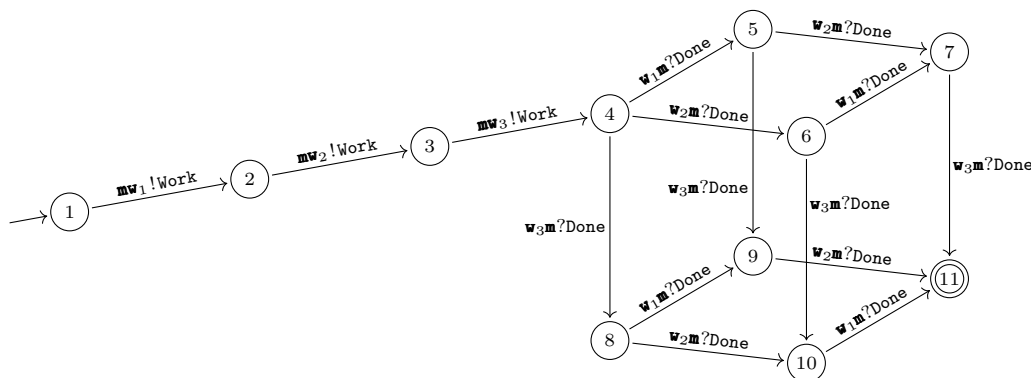 1
mw₁!Work
2
mw₂!Work
3
mw₃!Work
4
w₁m?Done
5
w₂m?Done
7
w₂m?Done
6
w₁m?Done
w₃m?Done
w₃m?Done
w₃m?Done
w₃m?Done
8
w₁m?Done
9
w₂m?Done
11
w₂m?Done
10
w₁m?Done